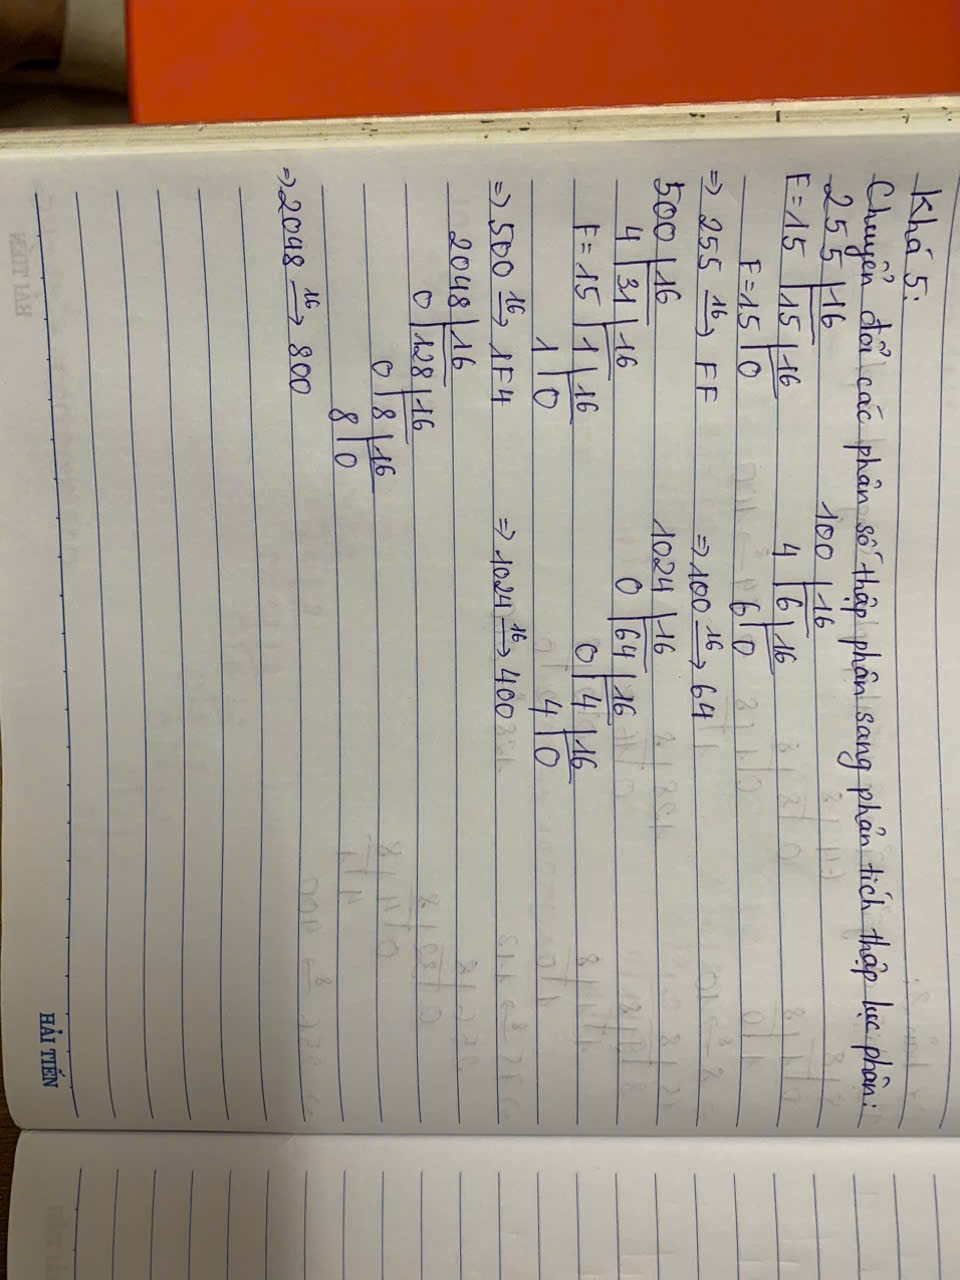 Khá 5:
Chuyển đổi các phân số thập phân sang phân tích thập lục phân:
255 | 16 100 | 16
F=15 | 15 | 16 4 | 6 | 16
F=15 | 0 6 | 0
⇒ 255 16→ FF ⇒ 100 16→ 64
500 | 16 1024 | 16
4 | 31 | 16 0 | 64 | 16
F=15 | 1 | 16 0 | 4 | 16
1 | 0 4 | 0
⇒ 500 16→ 1F4 ⇒ 1024 16→ 400
2048 | 16
0 | 128 | 16
0 | 8 | 16
8 | 0
⇒ 2048 16→ 800
HẢI TIẾN